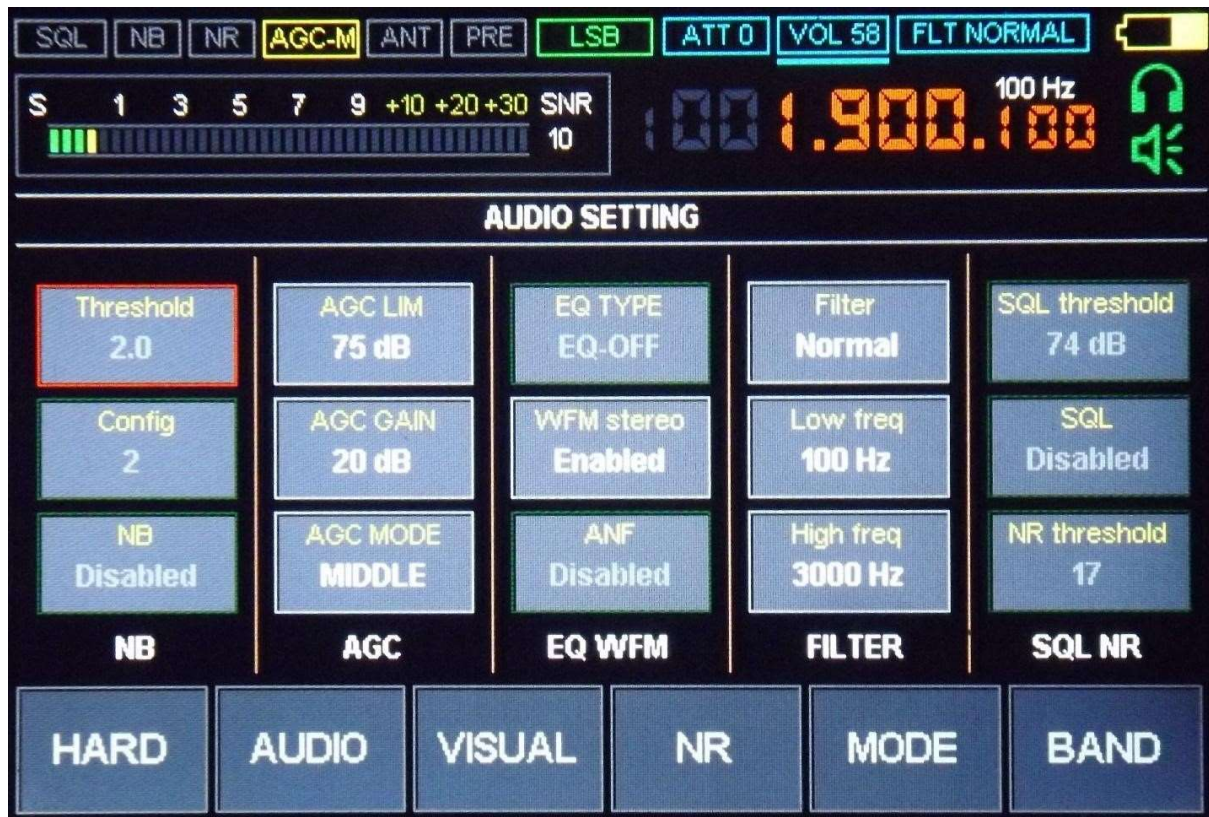 SQL NB NR AGC-M ANT PRE LSB ATT 0 VOL 58 FLT NORMAL
S 1 3 5 7 9 +10 +20 +30 SNR
10
1.900.100
100 Hz
AUDIO SETTING
Threshold
2.0
Config
2
NB
Disabled
NB
AGC LIM
75 dB
AGC GAIN
20 dB
AGC MODE
MIDDLE
AGC
EQ TYPE
EQ-OFF
WFM stereo
Enabled
ANF
Disabled
EQ WFM
Filter
Normal
Low freq
100 Hz
High freq
3000 Hz
FILTER
SQL threshold
74 dB
SQL
Disabled
NR threshold
17
SQL NR
HARD AUDIO VISUAL NR MODE BAND